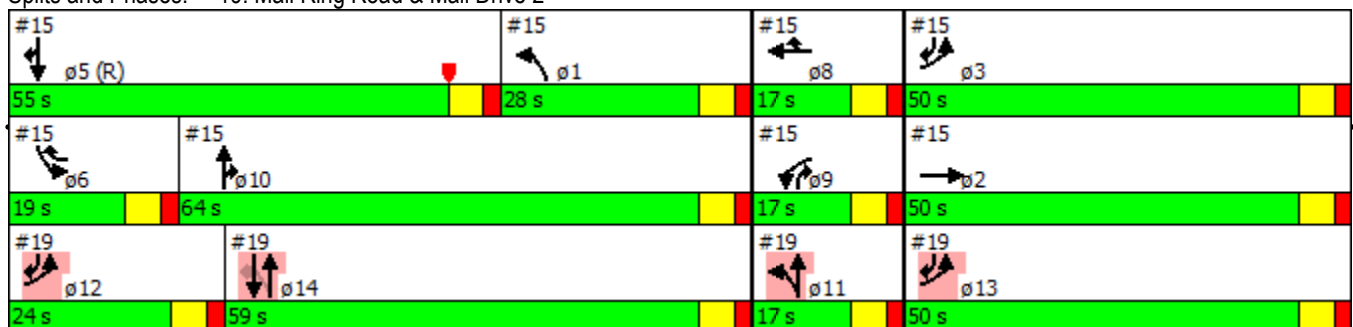 Splits and Phases: 19: Mall Ring Road & Mall Drive 2
#15 #15 #15 #15
ø5 (R) ø1 ø8 ø3
55 s 28 s 17 s 50 s
#15 #15 #15 #15
ø6 ø10 ø9 ø2
19 s 64 s 17 s 50 s
#19 #19 #19 #19
ø12 ø14 ø11 ø13
24 s 59 s 17 s 50 s